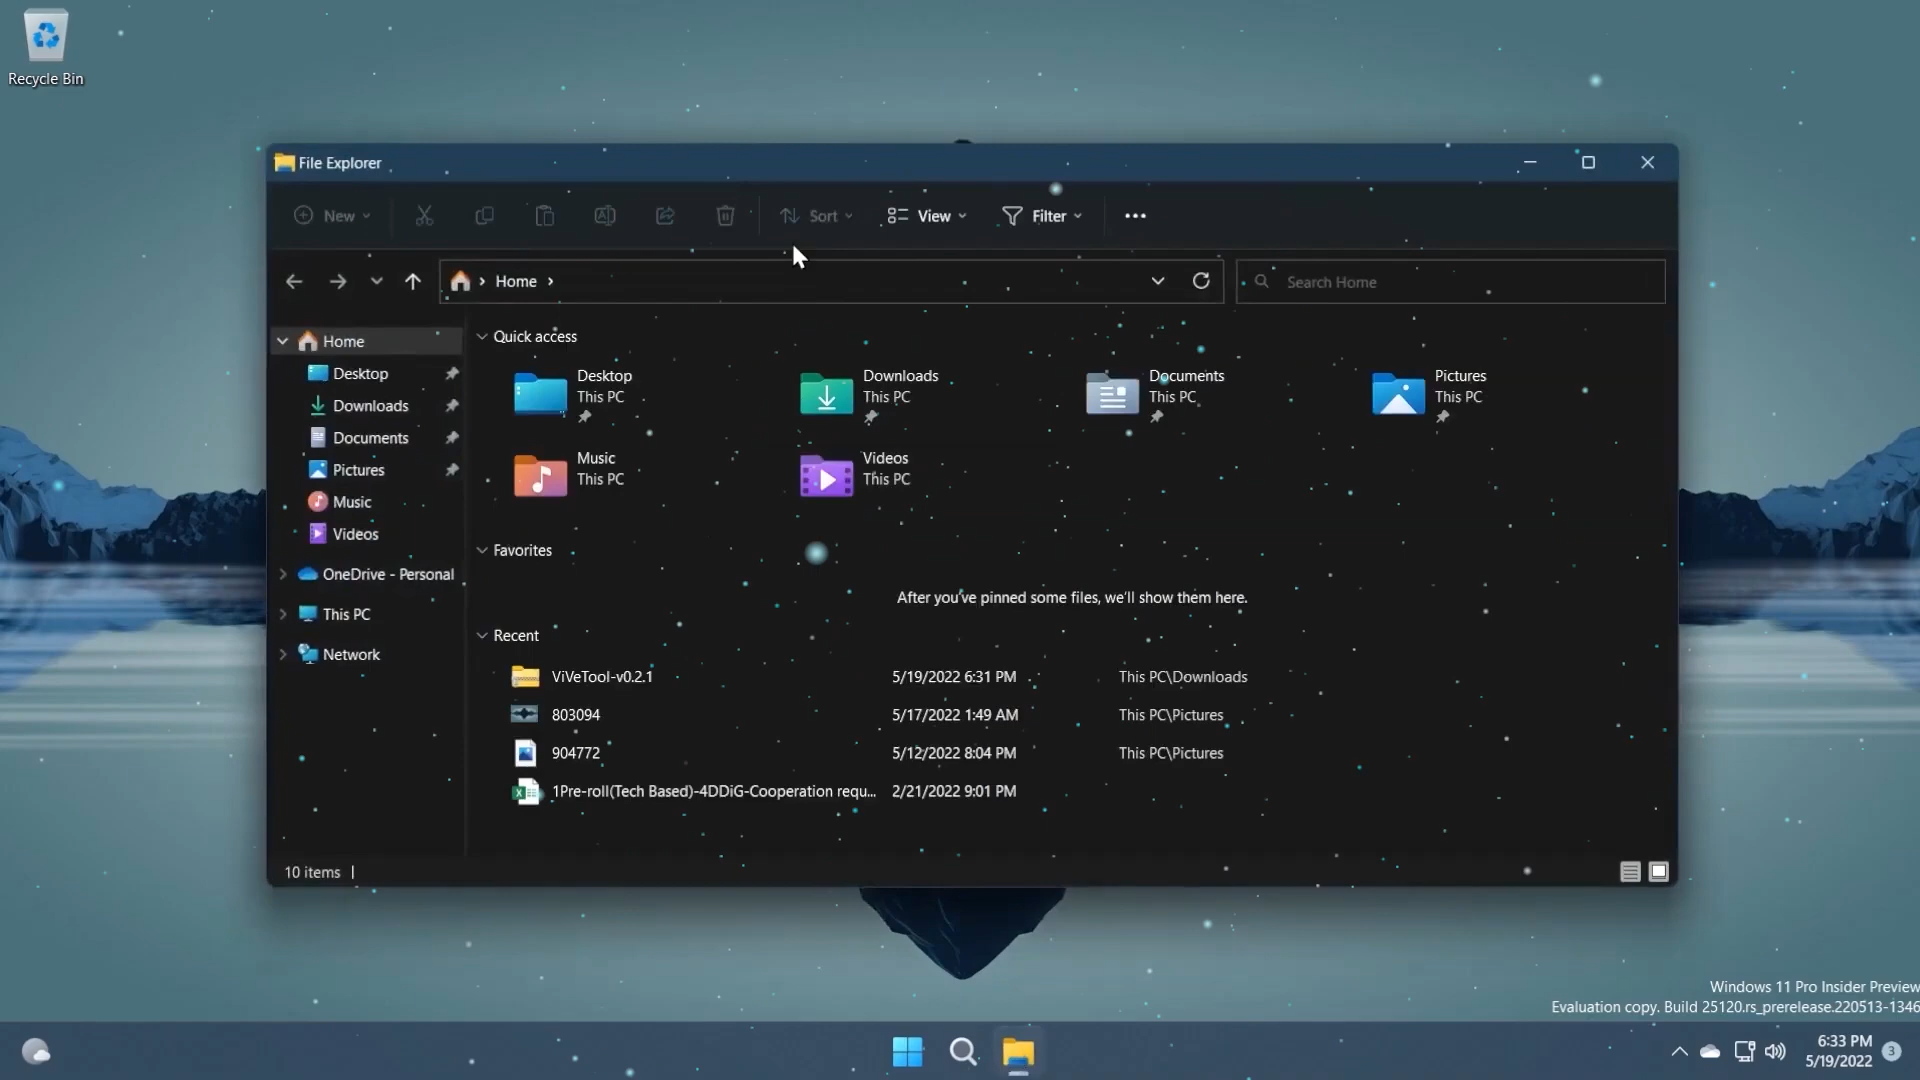 Recycle Bin
File Explorer
New
Sort
View
Filter
Home
Search Home
Home
Desktop
Downloads
Documents
Pictures
Music
Videos
OneDrive - Personal
This PC
Network
Quick access
Desktop
This PC
Downloads
This PC
Documents
This PC
Pictures
This PC
Music
This PC
Videos
This PC
Favorites
After you've pinned some files, we'll show them here.
Recent
ViVeTool-v0.2.1 5/19/2022 6:31 PM This PC\Downloads
803094 5/17/2022 1:49 AM This PC\Pictures
904772 5/12/2022 8:04 PM This PC\Pictures
1Pre-roll(Tech Based)-4DDiG-Cooperation requ... 2/21/2022 9:01 PM
10 items
Windows 11 Pro Insider Preview
Evaluation copy. Build 25120.rs_prerelease.220513-1346
6:33 PM
5/19/2022
3